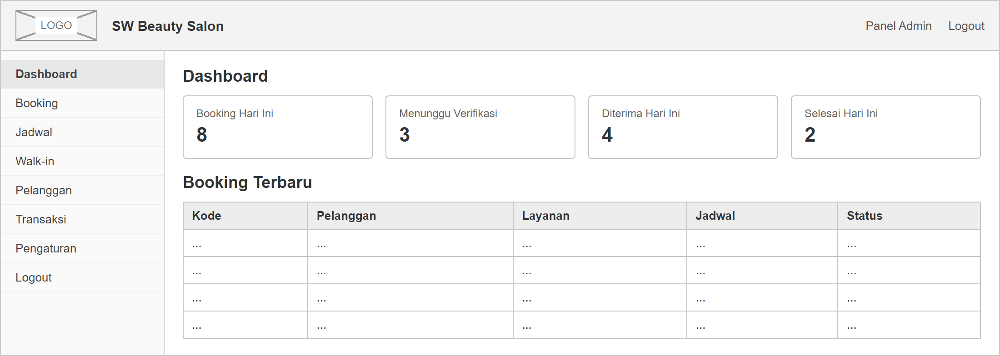 LOGO SW Beauty Salon Panel Admin Logout
Dashboard
Booking
Jadwal
Walk-in
Pelanggan
Transaksi
Pengaturan
Logout
Dashboard
Booking Hari Ini
8
Menunggu Verifikasi
3
Diterima Hari Ini
4
Selesai Hari Ini
2
Booking Terbaru
Kode Pelanggan Layanan Jadwal Status
... ... ... ... ...
... ... ... ... ...
... ... ... ... ...
... ... ... ... ...